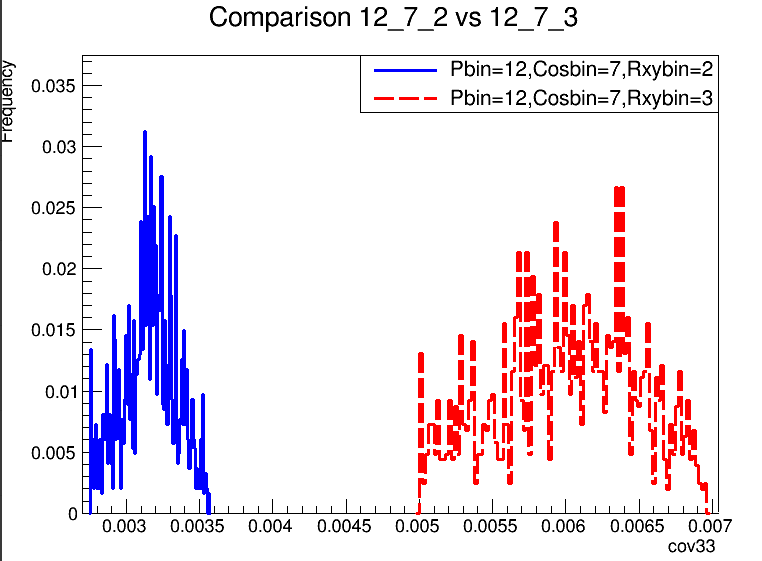 Comparison 12_7_2 vs 12_7_3
Frequency
Pbin=12,Cosbin=7,Rxybin=2
Pbin=12,Cosbin=7,Rxybin=3
0.035
0.03
0.025
0.02
0.015
0.01
0.005
0
0.003 0.0035 0.004 0.0045 0.005 0.0055 0.006 0.0065 0.007
cov33